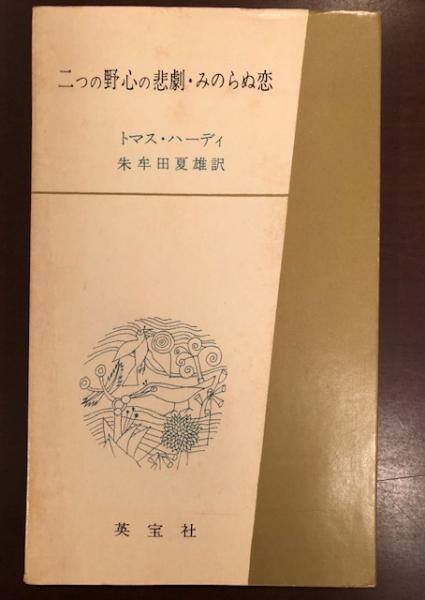 二つの野心の悲劇・みのらぬ恋
トマス・ハーディ
朱牟田夏雄訳
英宝社